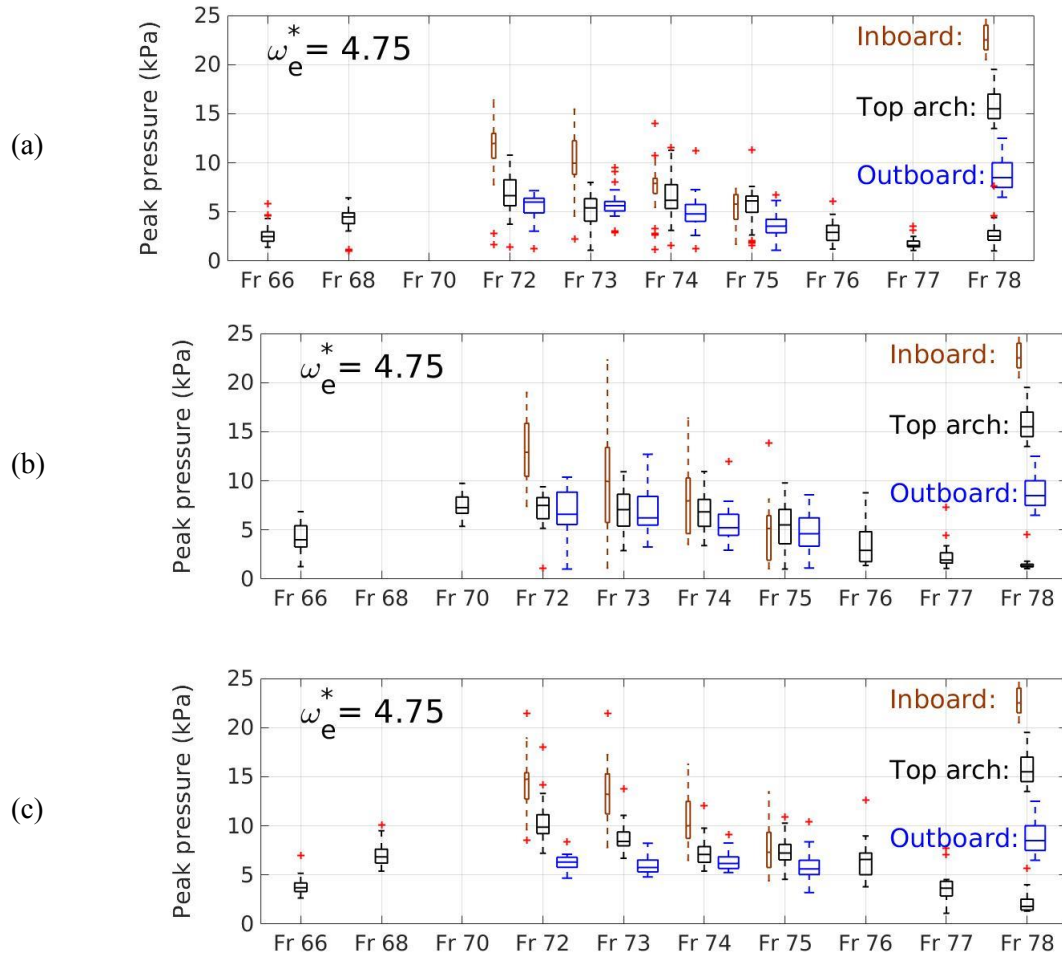 (a)
Peak pressure (kPa)
25
20
15
10
5
0
ω*e = 4.75
Inboard:
Top arch:
Outboard:
Fr 66 Fr 68 Fr 70 Fr 72 Fr 73 Fr 74 Fr 75 Fr 76 Fr 77 Fr 78
(b)
Peak pressure (kPa)
25
20
15
10
5
0
ω*e = 4.75
Inboard:
Top arch:
Outboard:
Fr 66 Fr 68 Fr 70 Fr 72 Fr 73 Fr 74 Fr 75 Fr 76 Fr 77 Fr 78
(c)
Peak pressure (kPa)
25
20
15
10
5
0
ω*e = 4.75
Inboard:
Top arch:
Outboard:
Fr 66 Fr 68 Fr 70 Fr 72 Fr 73 Fr 74 Fr 75 Fr 76 Fr 77 Fr 78